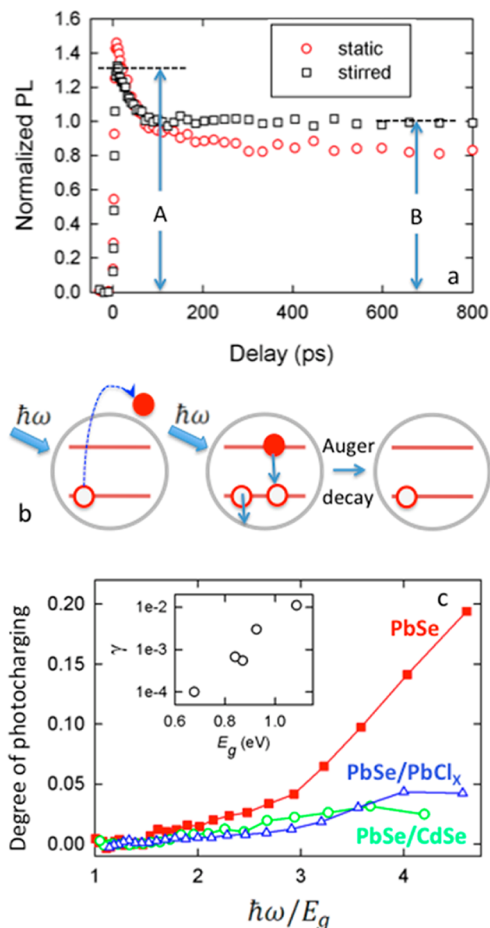 1.6
1.4
1.2
1.0
0.8
0.6
0.4
0.2
0.0
Normalized PL
static
stirred
A
B
a
0 200 400 600 800
Delay (ps)
ħω
ħω
Auger
decay
b
c
0.20
0.15
0.10
0.05
0.00
Degree of photocharging
1e-2
1e-3
1e-4
γ
0.6 0.8 1.0
E_g (eV)
PbSe
PbSe/PbClₓ
PbSe/CdSe
1 2 3 4
ħω/E_g